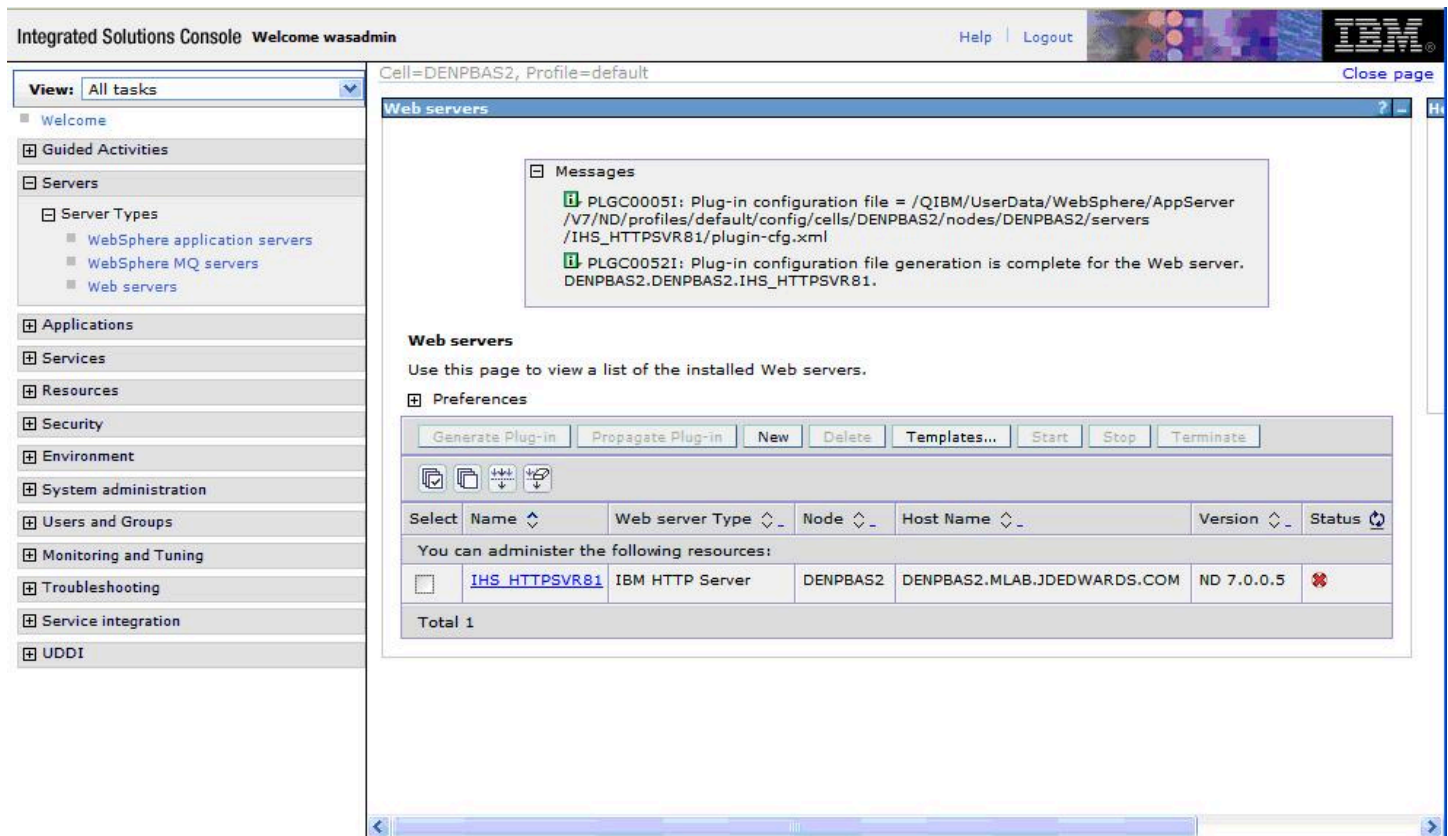 Integrated Solutions Console Welcome wasadmin
Help | Logout
IBM®
View: All tasks
Welcome
Guided Activities
Servers
Server Types
WebSphere application servers
WebSphere MQ servers
Web servers
Applications
Services
Resources
Security
Environment
System administration
Users and Groups
Monitoring and Tuning
Troubleshooting
Service integration
UDDI
Cell=DENPBAS2, Profile=default
Close page
Web servers
? _
Messages
PLGC0005I: Plug-in configuration file = /QIBM/UserData/WebSphere/AppServer
/V7/ND/profiles/default/config/cells/DENPBAS2/nodes/DENPBAS2/servers
/IHS_HTTPSVR81/plugin-cfg.xml
PLGC0052I: Plug-in configuration file generation is complete for the Web server.
DENPBAS2.DENPBAS2.IHS_HTTPSVR81.
Web servers
Use this page to view a list of the installed Web servers.
Preferences
Generate Plug-in Propagate Plug-in New Delete Templates... Start Stop Terminate
Select Name Web server Type Node Host Name Version Status
You can administer the following resources:
IHS_HTTPSVR81 IBM HTTP Server DENPBAS2 DENPBAS2.MLAB.JDEDWARDS.COM ND 7.0.0.5
Total 1